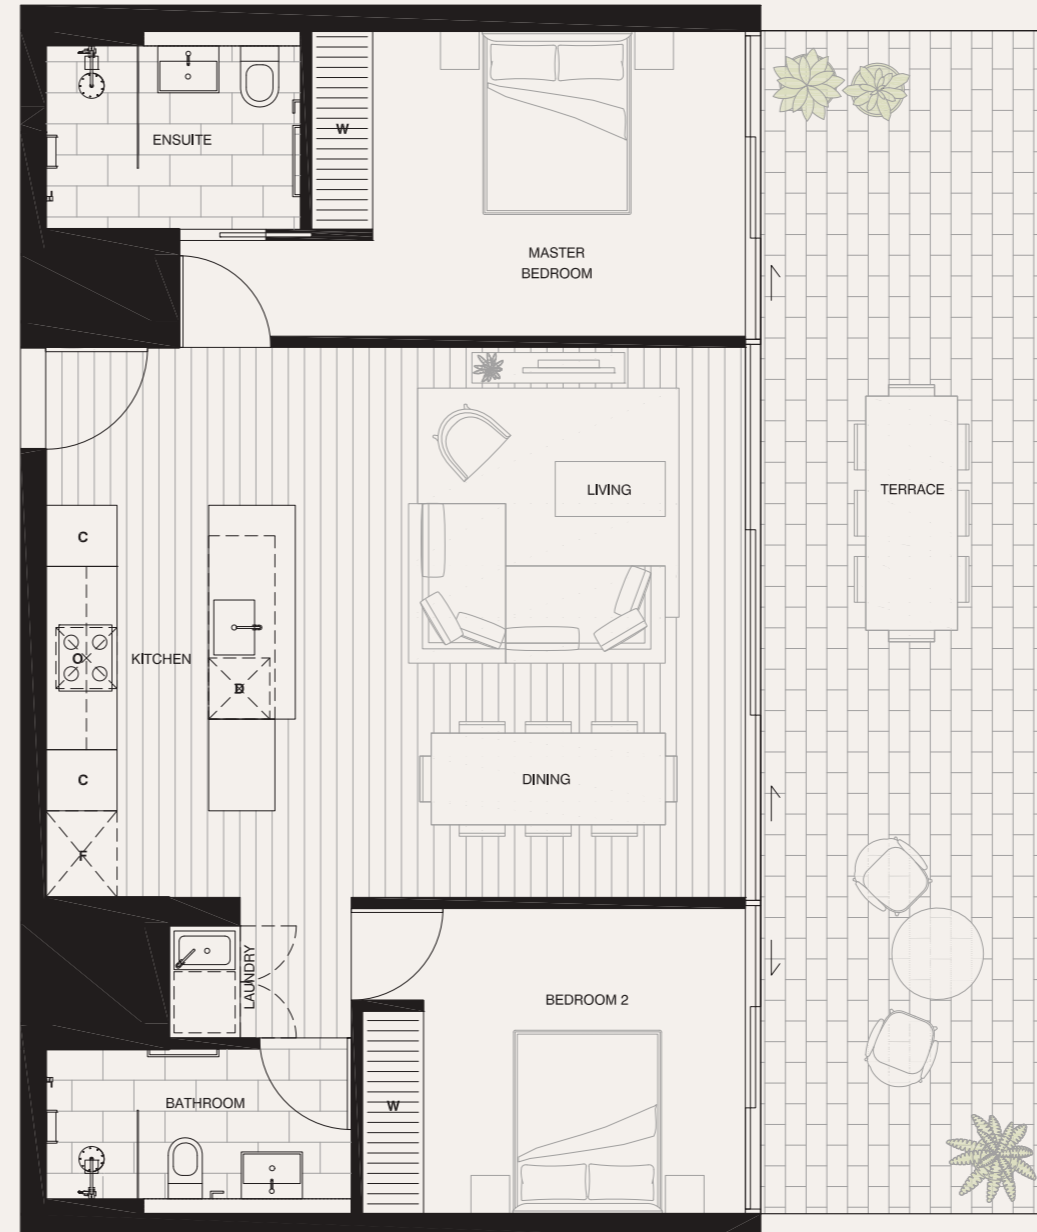 ENSUITE
W
MASTER
BEDROOM
LIVING
TERRACE
C
O
KITCHEN
D
C
DINING
F
LAUNDRY
BEDROOM 2
BATHROOM
W